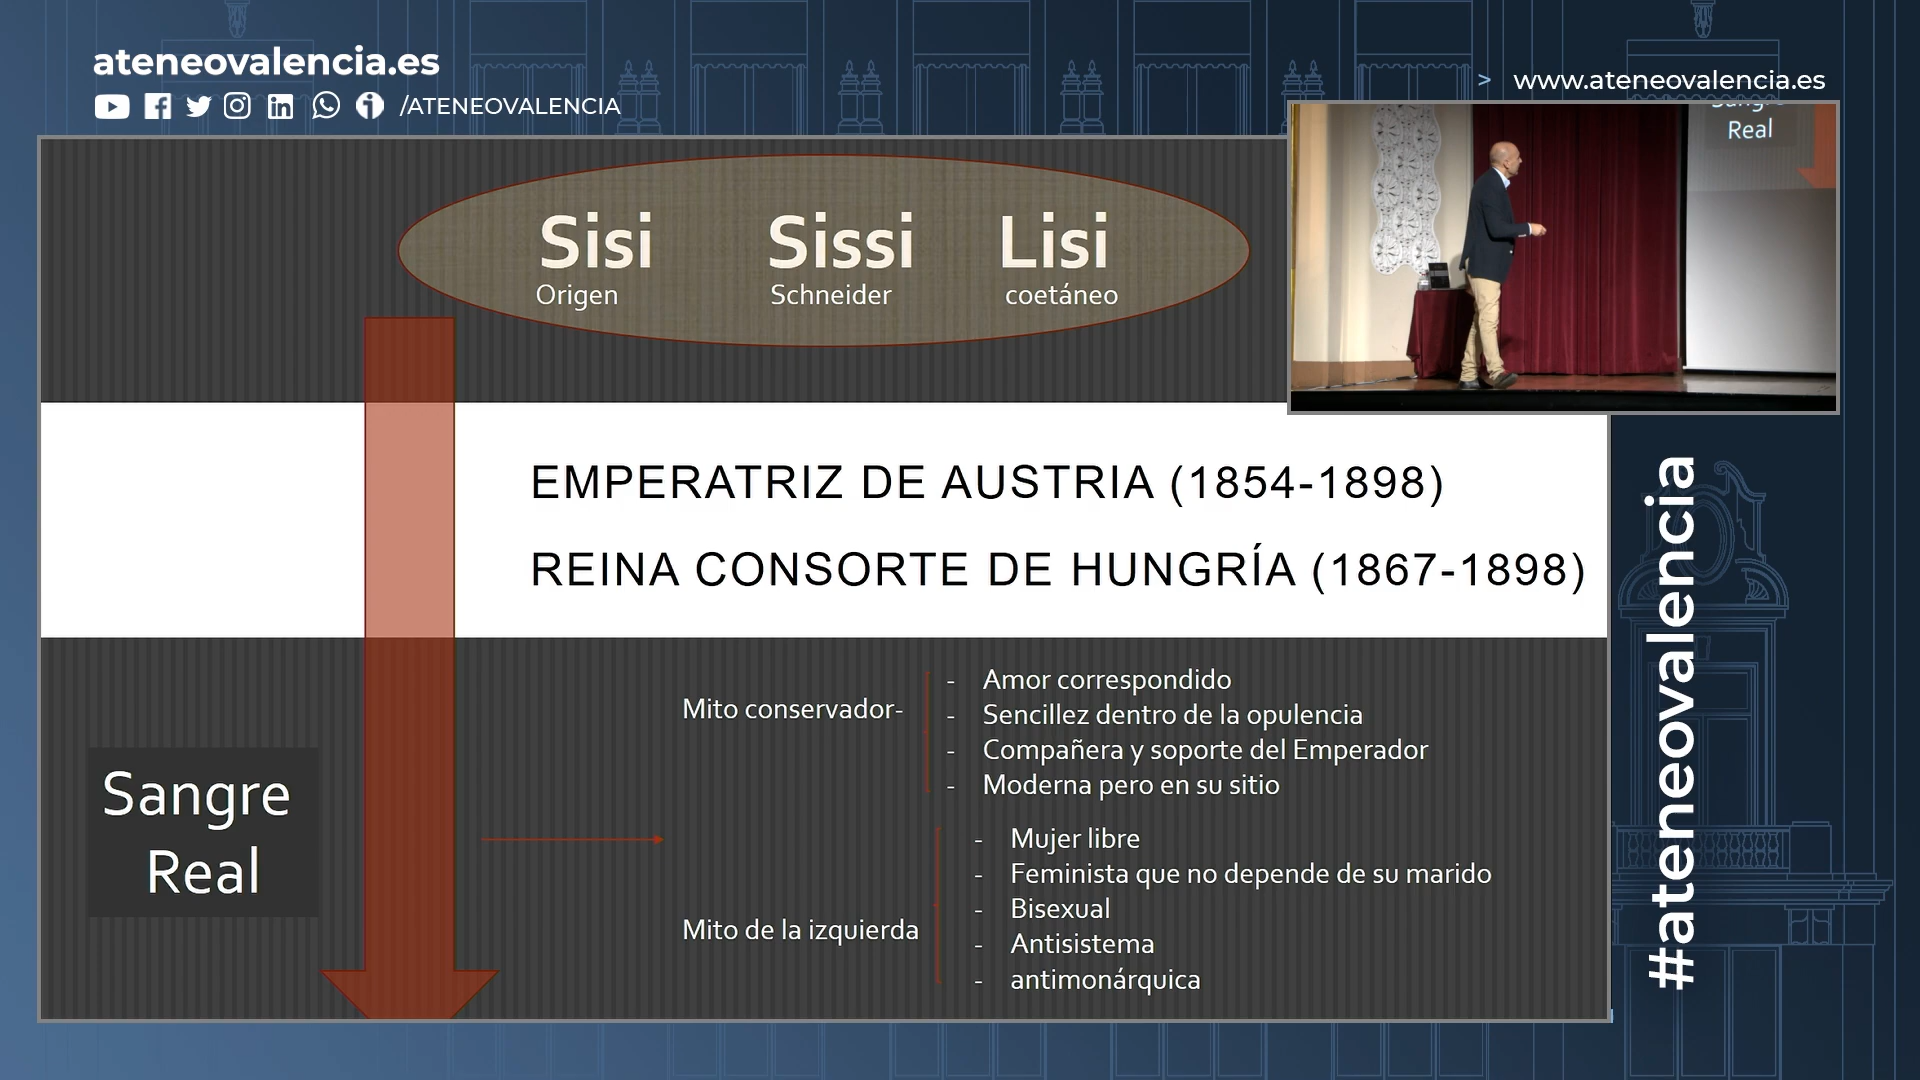 ateneovalencia.es
/ATENEOVALENCIA
> www.ateneovalencia.es
Sangre
Real
Sisi Sissi Lisi
Origen Schneider coetáneo
EMPERATRIZ DE AUSTRIA (1854-1898)
REINA CONSORTE DE HUNGRÍA (1867-1898)
Mito conservador-
- Amor correspondido
- Sencillez dentro de la opulencia
- Compañera y soporte del Emperador
- Moderna pero en su sitio
Sangre
Real
Mito de la izquierda
- Mujer libre
- Feminista que no depende de su marido
- Bisexual
- Antisistema
- antimonárquica
#ateneovalencia